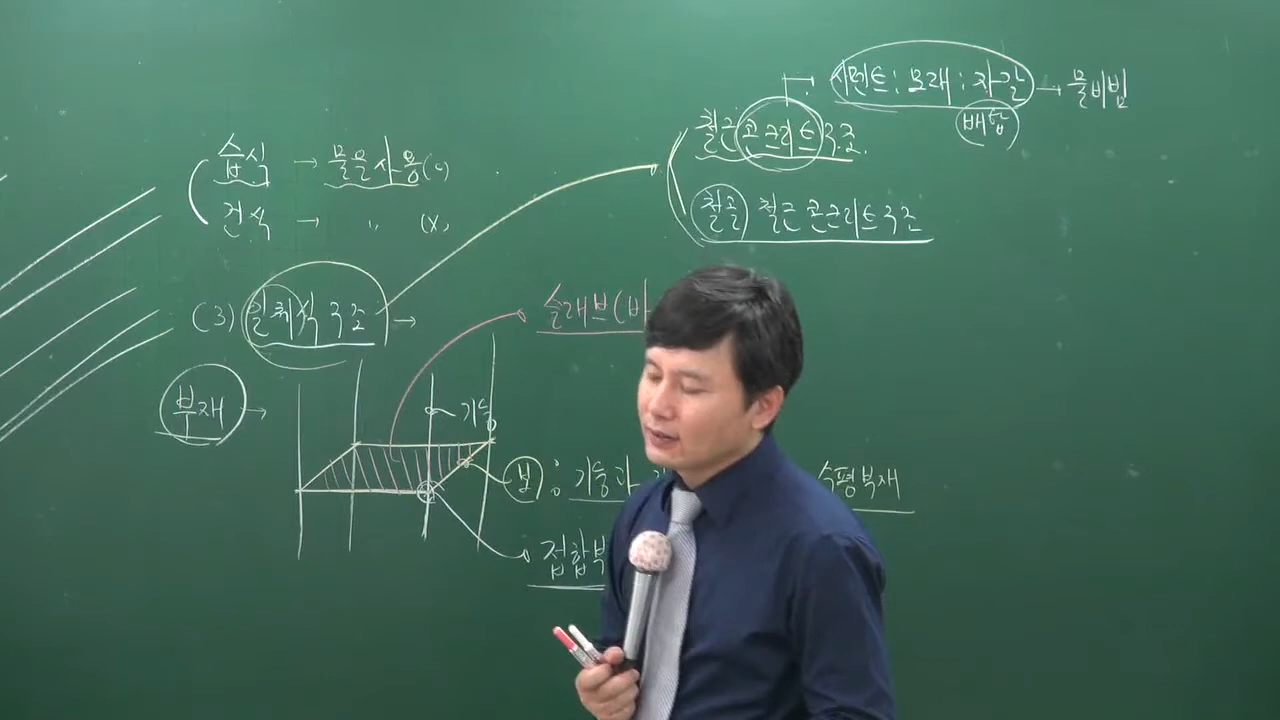 시멘트 : 모래 : 자갈 → 물비빔
배합
철근 콘크리트구조.
습식 → 물을사용(o)
건식 → 〃 (x)
철골 철근 콘크리트구조
(3) 일체식 구조 →
슬래브(바
부재 →
기둥
보 : 기둥과
수평부재
접합부